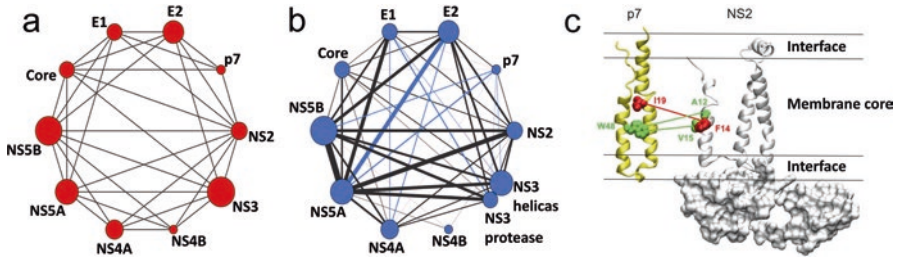 a
E1
E2
p7
NS2
NS3
NS4B
NS4A
NS5A
NS5B
Core
b
E1
E2
p7
NS2
NS3
helicas
NS3
protease
NS4B
NS4A
NS5A
NS5B
Core
c
p7
NS2
Interface
Membrane core
Interface
I19
A12
W48
V15
F14